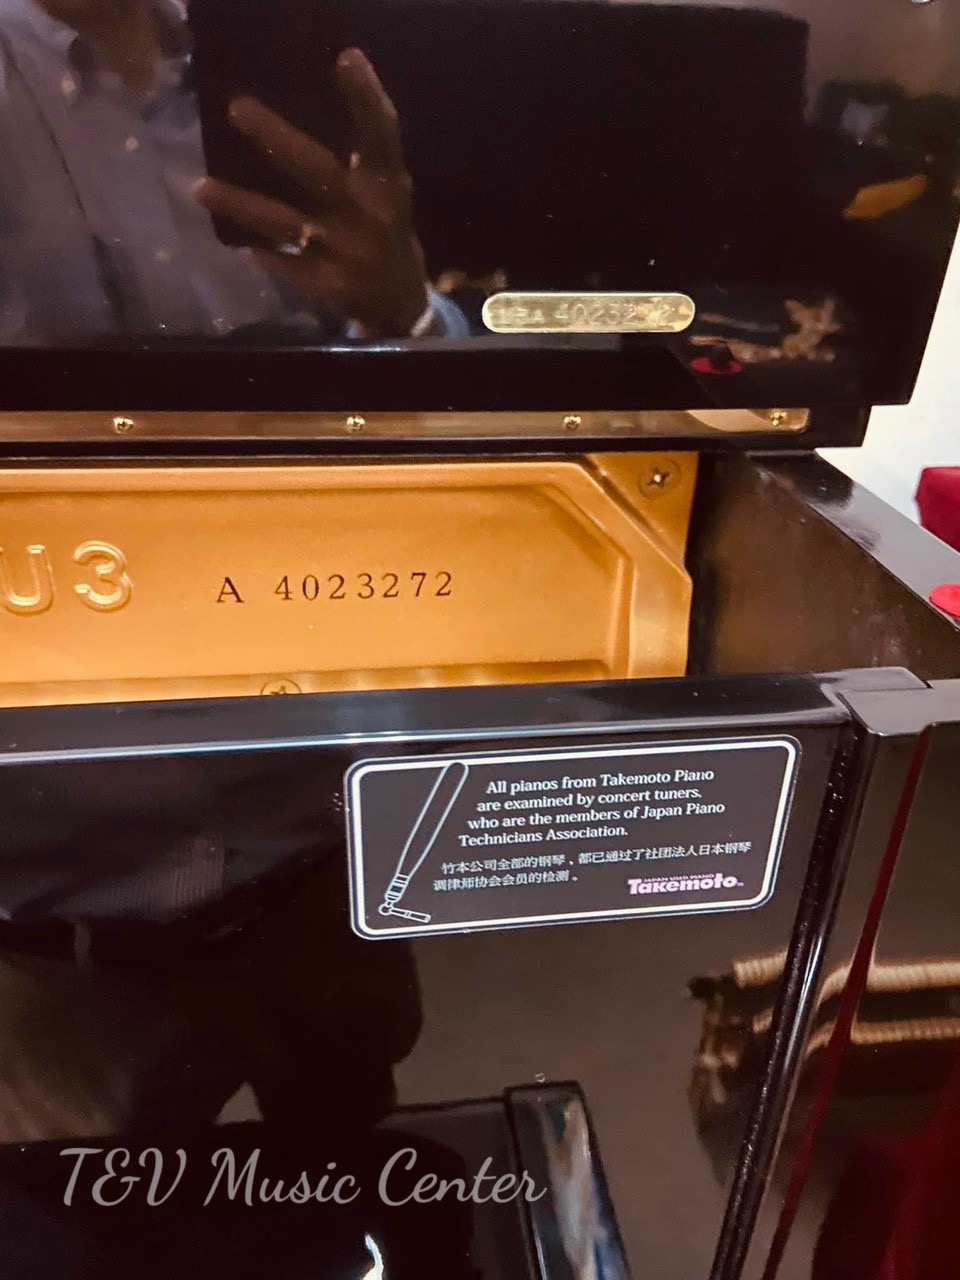 40232 2
U3
A 4023272
All pianos from Takemoto Piano
are examined by concert tuners,
who are the members of Japan Piano
Technicians Association.
竹本公司全部的钢琴，都已通过了社团法人日本钢琴
调律师协会会员的检测。
JAPAN USED PIANO
Takemoto
T&V Music Center